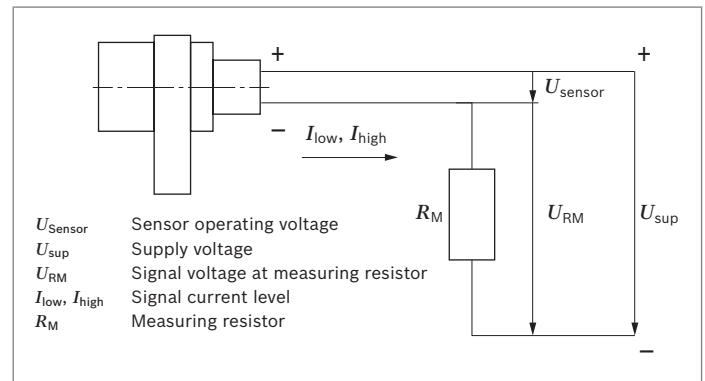 +
+
U_sensor
−
I_low, I_high
R_M
U_RM
U_sup
U_Sensor Sensor operating voltage
U_sup Supply voltage
U_RM Signal voltage at measuring resistor
I_low, I_high Signal current level
R_M Measuring resistor
−